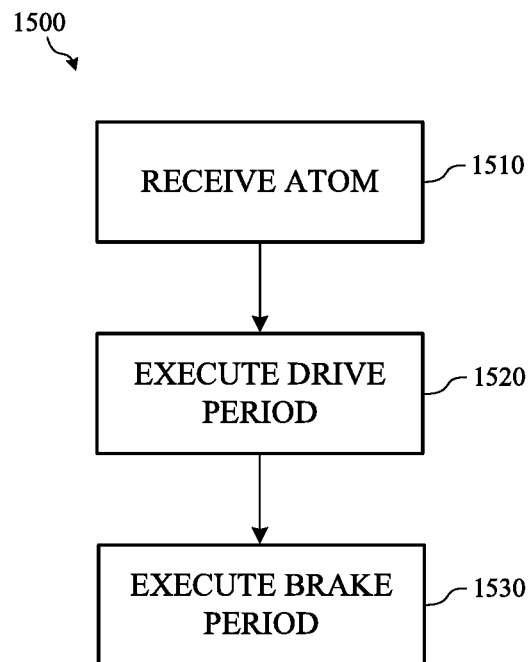 1500
RECEIVE ATOM
1510
EXECUTE DRIVE
PERIOD
1520
EXECUTE BRAKE
PERIOD
1530